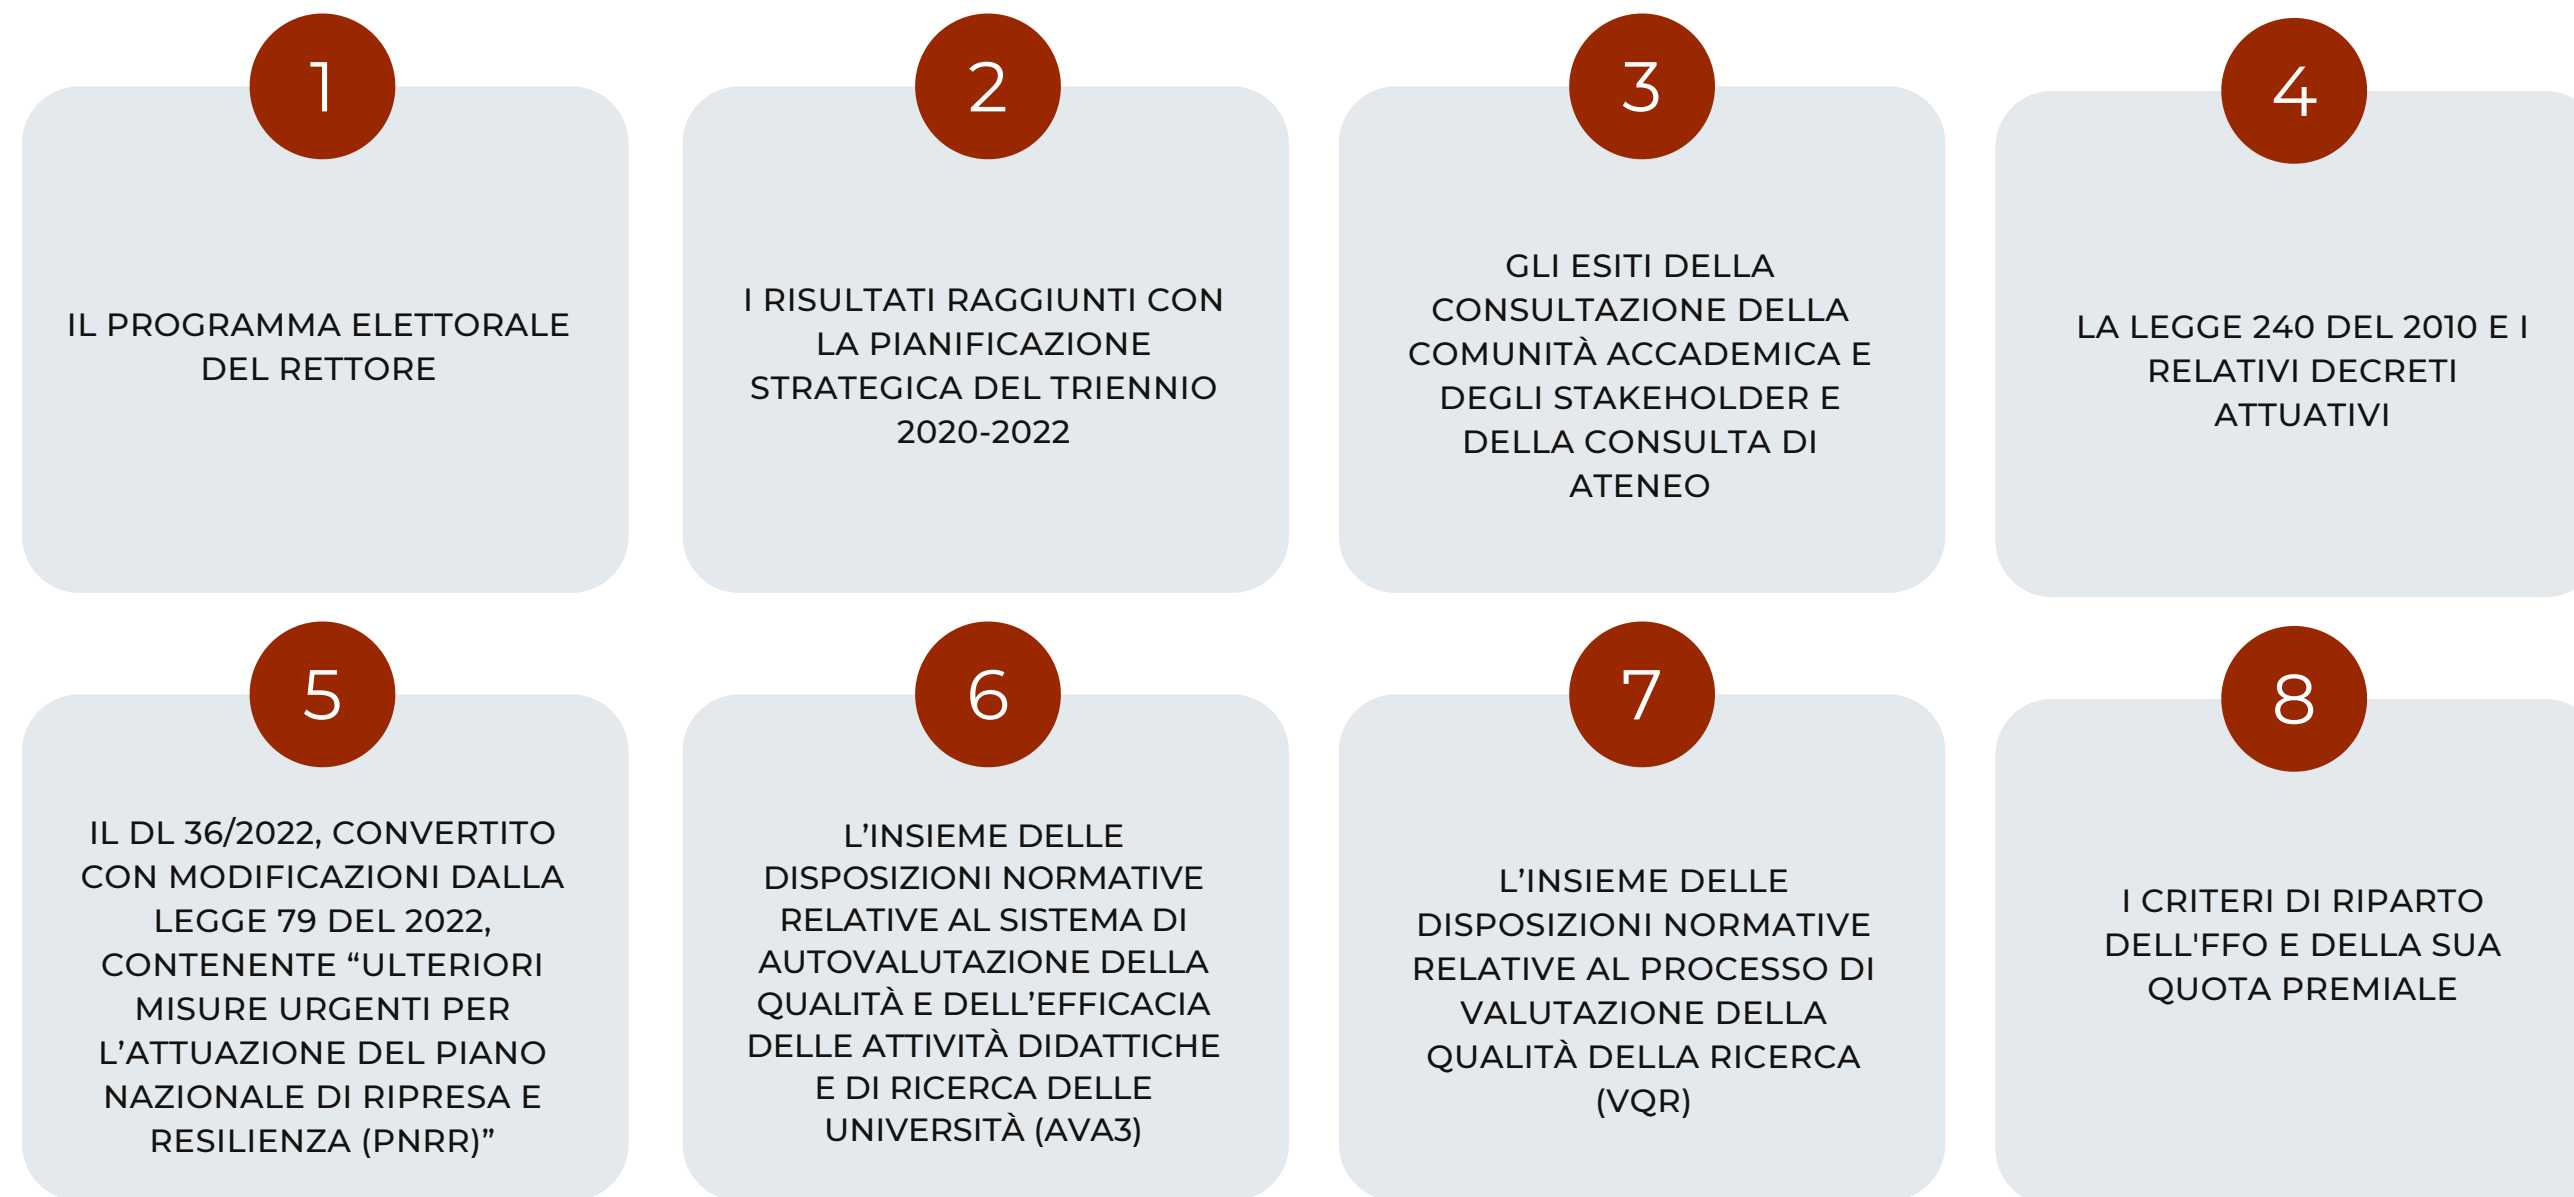 1
IL PROGRAMMA ELETTORALE
DEL RETTORE
2
I RISULTATI RAGGIUNTI CON
LA PIANIFICAZIONE
STRATEGICA DEL TRIENNIO
2020-2022
3
GLI ESITI DELLA
CONSULTAZIONE DELLA
COMUNITÀ ACCADEMICA E
DEGLI STAKEHOLDER E
DELLA CONSULTA DI
ATENEO
4
LA LEGGE 240 DEL 2010 E I
RELATIVI DECRETI
ATTUATIVI
5
IL DL 36/2022, CONVERTITO
CON MODIFICAZIONI DALLA
LEGGE 79 DEL 2022,
CONTENENTE “ULTERIORI
MISURE URGENTI PER
L’ATTUAZIONE DEL PIANO
NAZIONALE DI RIPRESA E
RESILIENZA (PNRR)”
6
L’INSIEME DELLE
DISPOSIZIONI NORMATIVE
RELATIVE AL SISTEMA DI
AUTOVALUTAZIONE DELLA
QUALITÀ E DELL’EFFICACIA
DELLE ATTIVITÀ DIDATTICHE
E DI RICERCA DELLE
UNIVERSITÀ (AVA3)
7
L’INSIEME DELLE
DISPOSIZIONI NORMATIVE
RELATIVE AL PROCESSO DI
VALUTAZIONE DELLA
QUALITÀ DELLA RICERCA
(VQR)
8
I CRITERI DI RIPARTO
DELL'FFO E DELLA SUA
QUOTA PREMIALE